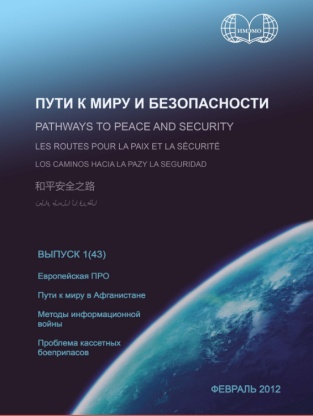 ИМЭМО
ПУТИ К МИРУ И БЕЗОПАСНОСТИ
PATHWAYS TO PEACE AND SECURITY
LES ROUTES POUR LA PAIX ET LA SÉCURITÉ
LOS CAMINOS HACIA LA PAZ Y LA SEGURIDAD
和平安全之路
ВЫПУСК 1(43)
Европейская ПРО
Пути к миру в Афганистане
Методы информационной
войны
Проблема кассетных
боеприпасов
ФЕВРАЛЬ 2012